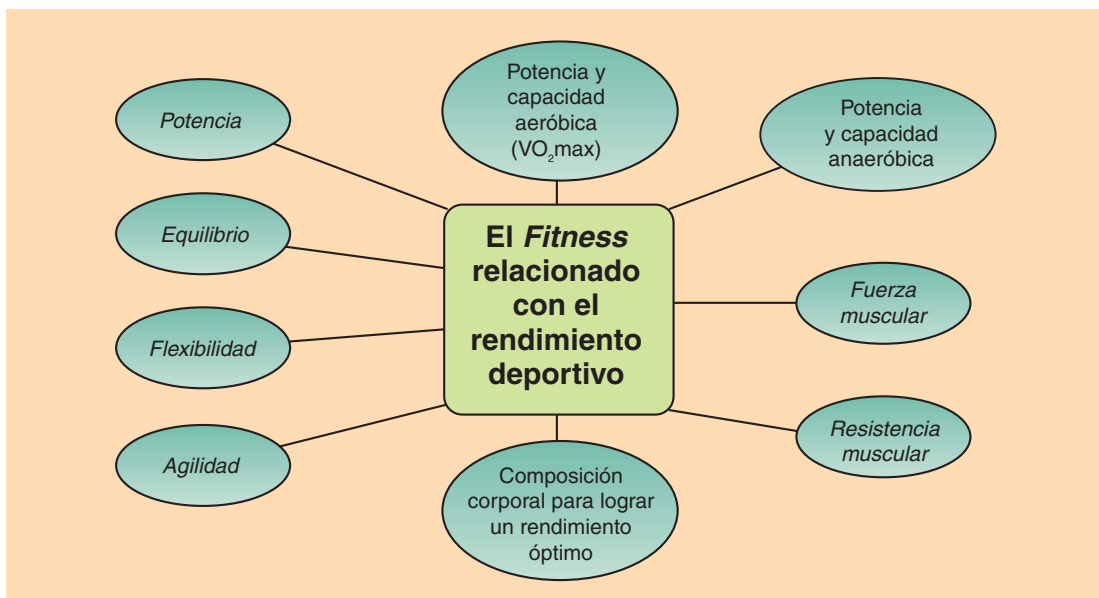 Potencia y
capacidad
aeróbica
(VO₂max)
Potencia
Potencia
y capacidad
anaeróbica
El Fitness
relacionado
con el
rendimiento
deportivo
Equilibrio
Fuerza
muscular
Flexibilidad
Resistencia
muscular
Agilidad
Composición
corporal para lograr
un rendimiento
óptimo